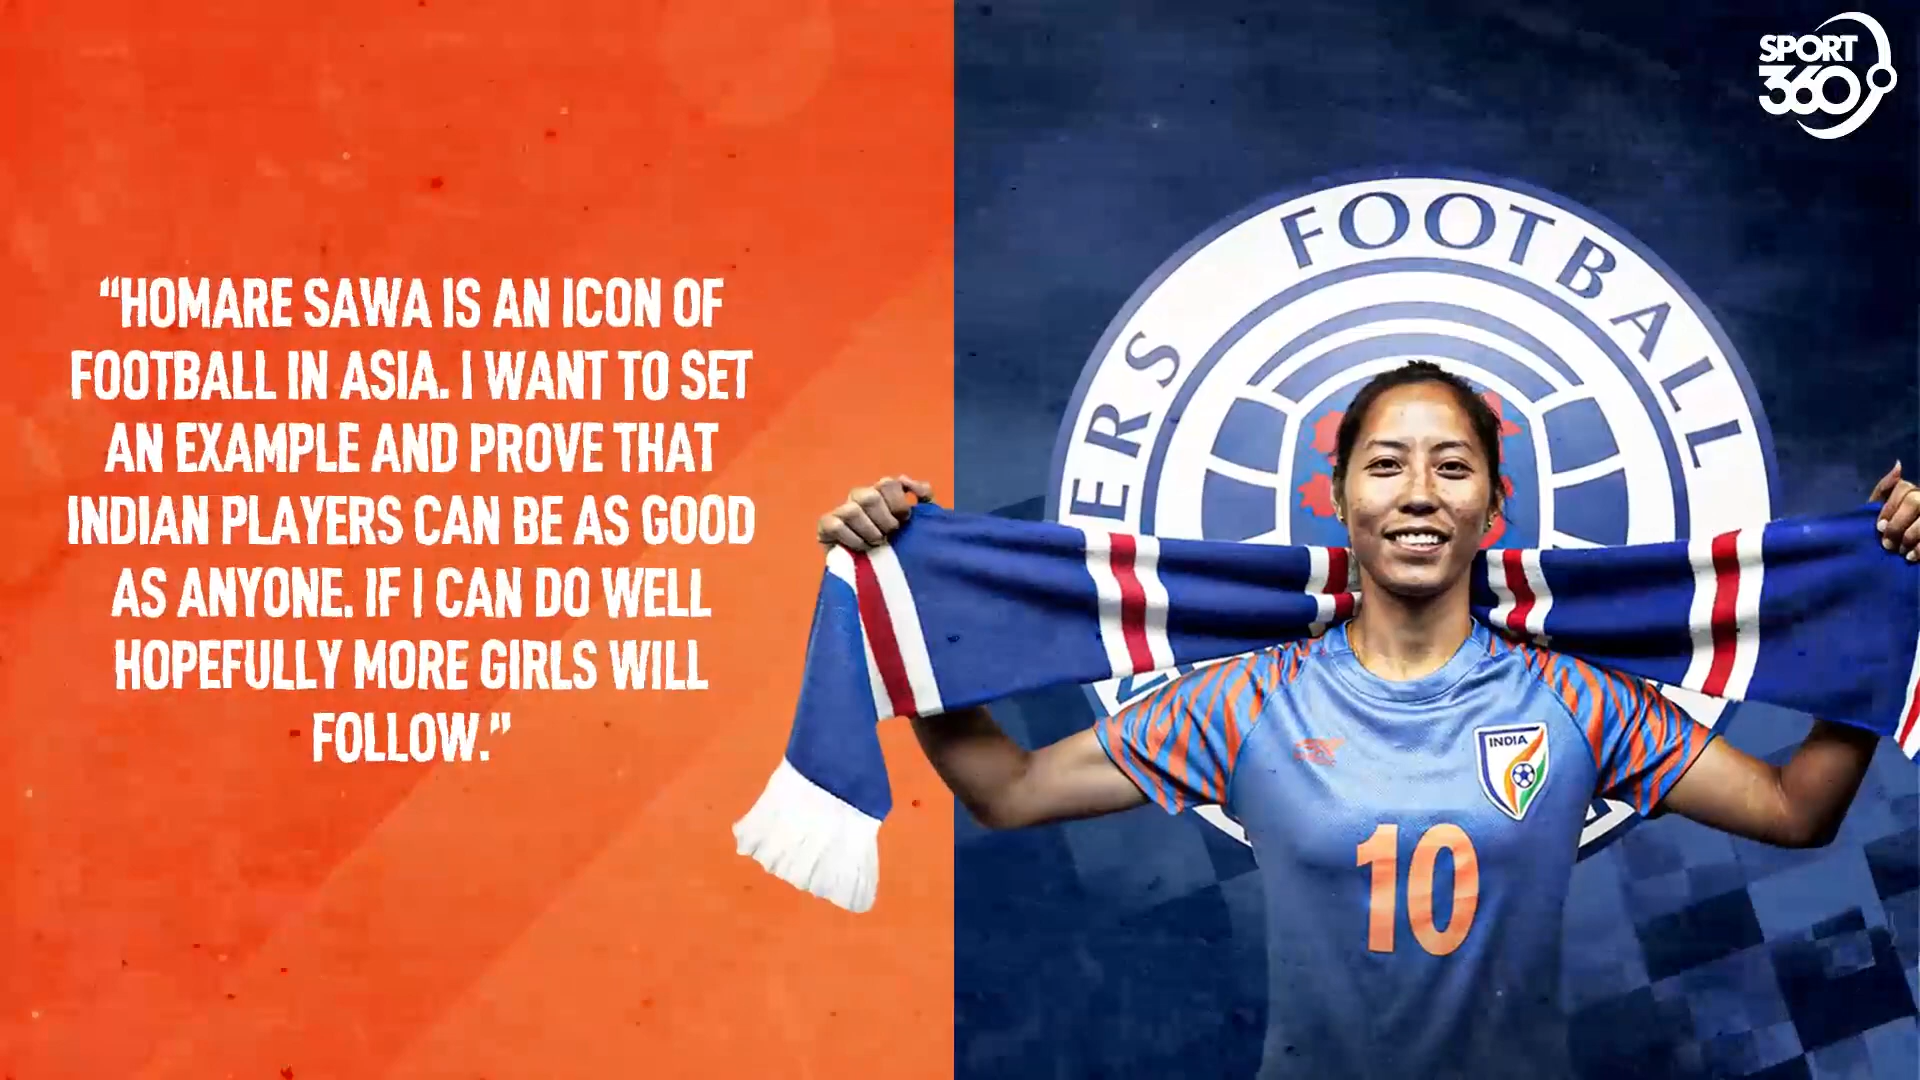 SPORT
360
“HOMARE SAWA IS AN ICON OF
FOOTBALL IN ASIA. I WANT TO SET
AN EXAMPLE AND PROVE THAT
INDIAN PLAYERS CAN BE AS GOOD
AS ANYONE. IF I CAN DO WELL
HOPEFULLY MORE GIRLS WILL
FOLLOW.”
ERS FOOTBALL
INDIA
10